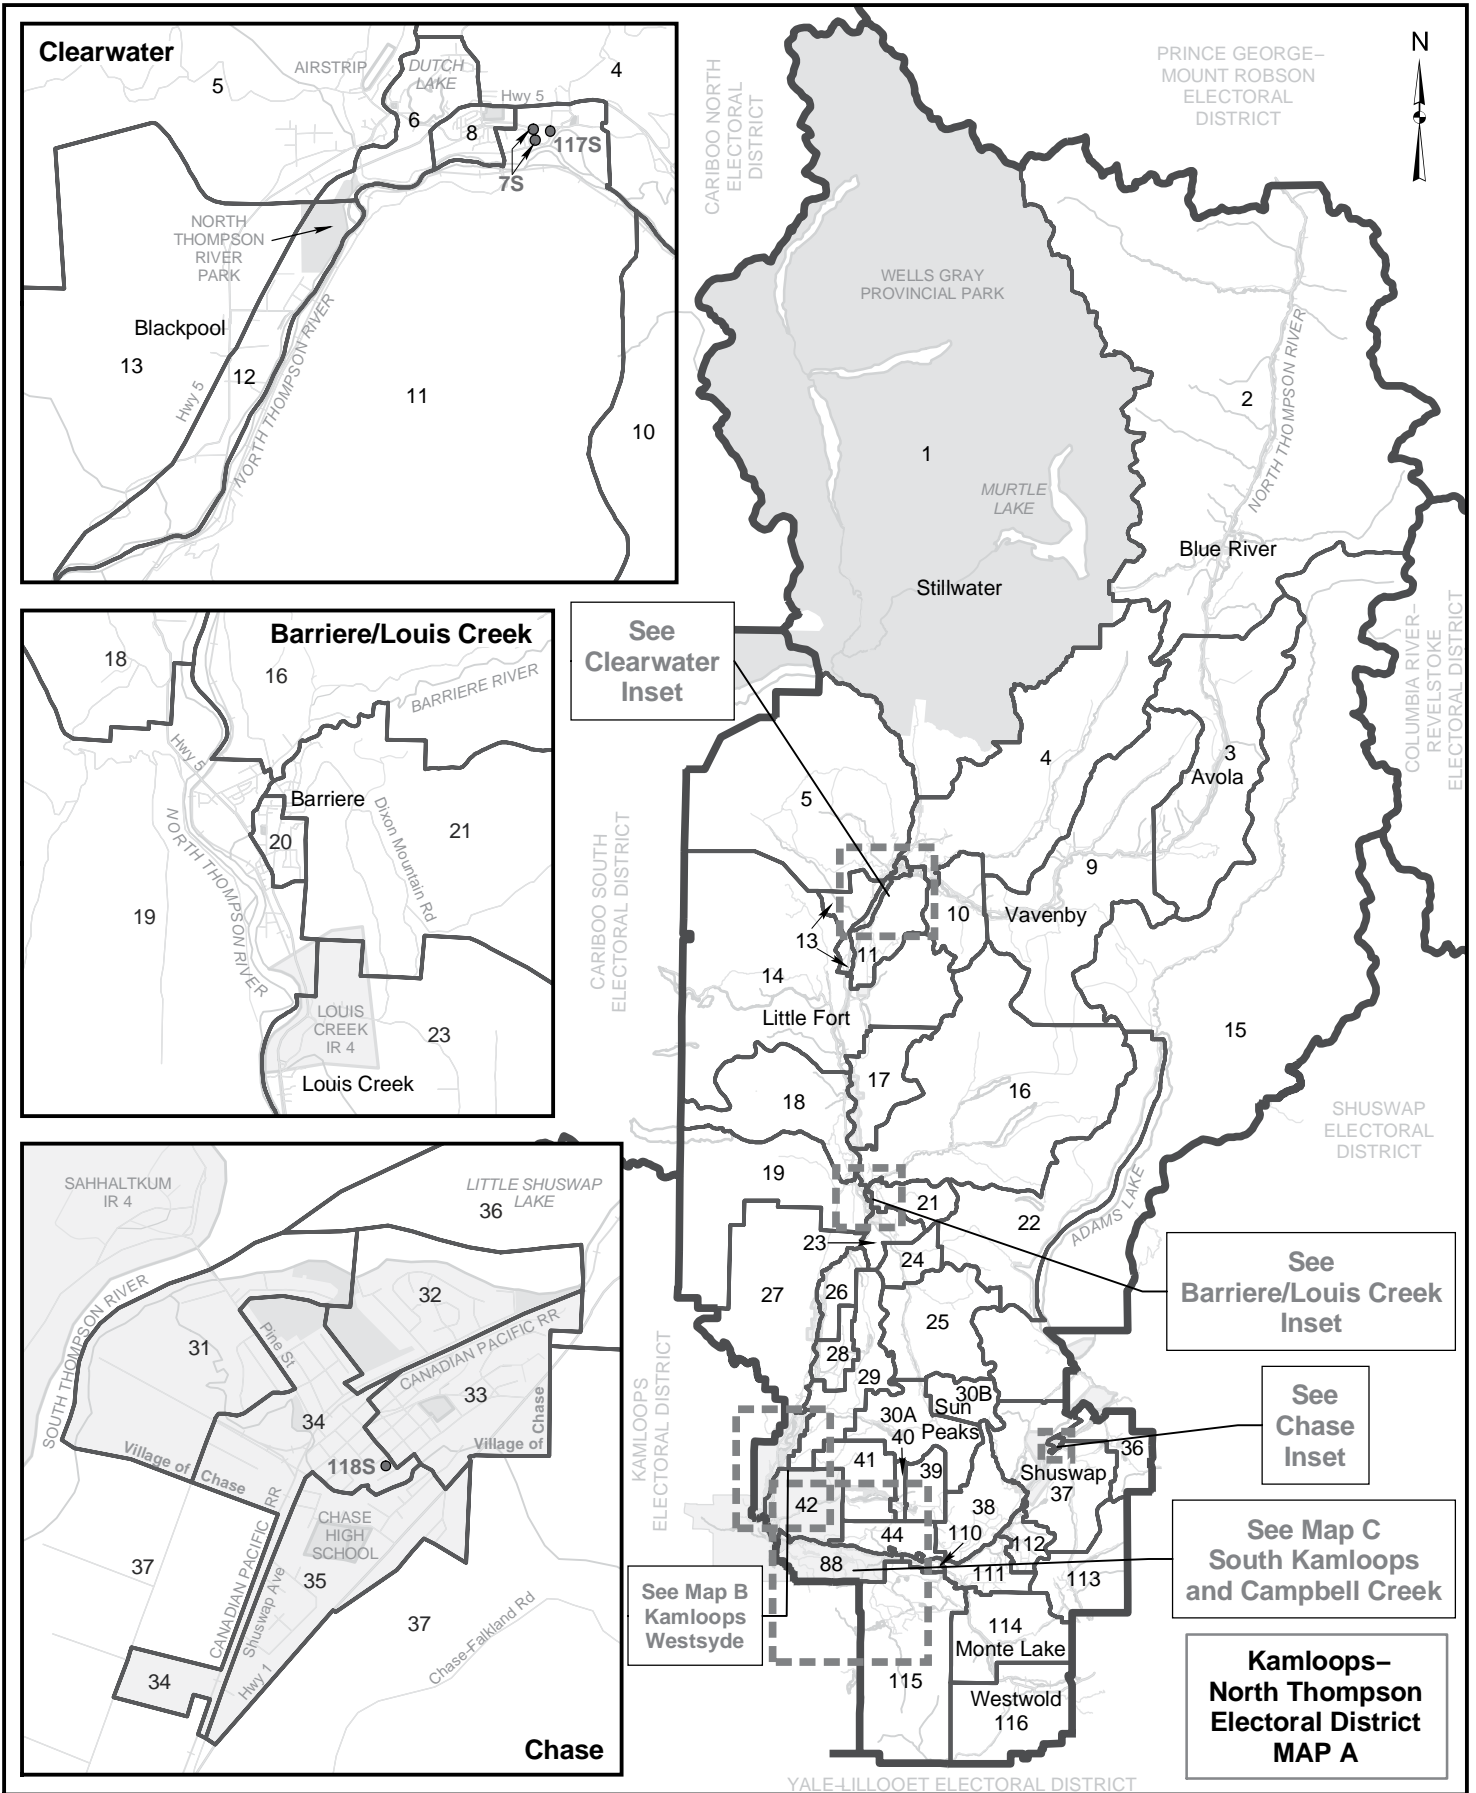 Clearwater
5
AIRSTRIP
DUTCH
LAKE
4
Hwy 5
6
8
117S
7S
NORTH
THOMPSON
RIVER
PARK
Blackpool
13
12
Hwy 5
NORTH THOMPSON RIVER
11
10
Barriere/Louis Creek
18
16
BARRIERE RIVER
Hwy 5
Barriere
20
Dixon Mountain Rd
21
NORTH THOMPSON RIVER
19
LOUIS
CREEK
IR 4
23
Louis Creek
SAHHALTKUM
IR 4
LITTLE SHUSWAP
LAKE
36
SOUTH THOMPSON RIVER
32
31
Pine St
CANADIAN PACIFIC RR
33
34
Village of Chase
Village of Chase
118S
CHASE
HIGH
SCHOOL
37
CANADIAN PACIFIC RR
35
Shuswap Ave
Hwy 1
37
Chase-Falkland Rd
34
Chase
N
PRINCE GEORGE–
MOUNT ROBSON
ELECTORAL
DISTRICT
CARIBOO NORTH
ELECTORAL
DISTRICT
WELLS GRAY
PROVINCIAL PARK
2
NORTH THOMPSON RIVER
1
MURTLE
LAKE
Blue River
Stillwater
COLUMBIA RIVER–
REVELSTOKE
ELECTORAL DISTRICT
See
Clearwater
Inset
4
3
Avola
5
CARIBOO SOUTH
ELECTORAL DISTRICT
9
10
Vavenby
13
11
14
Little Fort
15
17
16
18
SHUSWAP
ELECTORAL
DISTRICT
19
21
22
ADAMS LAKE
23
24
See
Barriere/Louis Creek
Inset
27
26
25
28
29
KAMLOOPS
ELECTORAL DISTRICT
30B
30A
Sun
Peaks
40
41
39
36
Shuswap
37
See
Chase
Inset
42
38
44
110
112
88
111
113
See Map C
South Kamloops
and Campbell Creek
See Map B
Kamloops
Westsyde
114
Monte Lake
115
Westwold
116
Kamloops–
North Thompson
Electoral District
MAP A
YALE-LILLOOET ELECTORAL DISTRICT